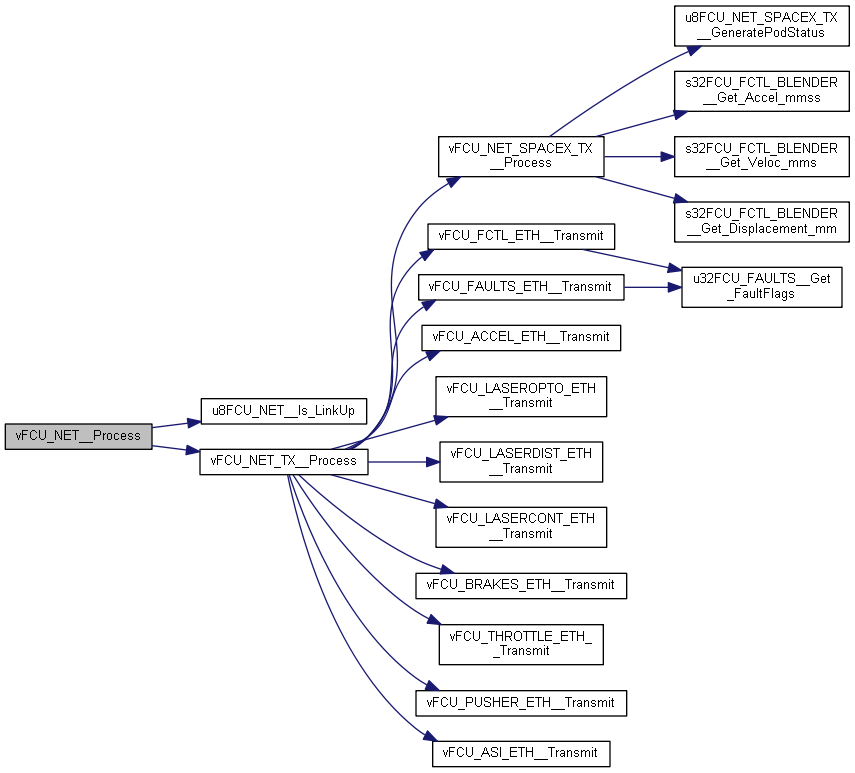 u8FCU_NET_SPACEX_TX
__GeneratePodStatus
s32FCU_FCTL_BLENDER
__Get_Accel_mmss
vFCU_NET_SPACEX_TX
__Process
s32FCU_FCTL_BLENDER
__Get_Veloc_mms
s32FCU_FCTL_BLENDER
__Get_Displacement_mm
vFCU_FCTL_ETH__Transmit
vFCU_FAULTS_ETH__Transmit
u32FCU_FAULTS__Get
_FaultFlags
vFCU_ACCEL_ETH__Transmit
vFCU_LASEROPTO_ETH
__Transmit
u8FCU_NET__Is_LinkUp
vFCU_NET__Process
vFCU_NET_TX__Process
vFCU_LASERDIST_ETH
__Transmit
vFCU_LASERCONT_ETH
__Transmit
vFCU_BRAKES_ETH__Transmit
vFCU_THROTTLE_ETH_
_Transmit
vFCU_PUSHER_ETH__Transmit
vFCU_ASI_ETH__Transmit